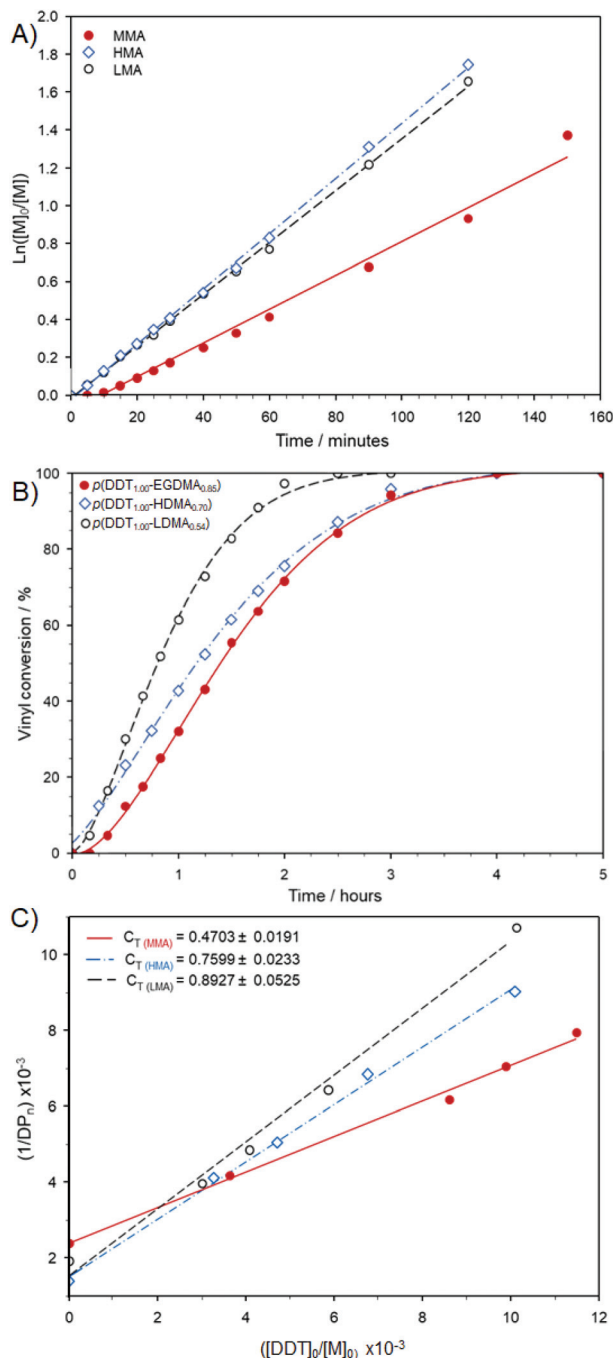 A)
MMA
HMA
LMA
2.0
1.8
1.6
1.4
1.2
1.0
0.8
0.6
0.4
0.2
0.0
Ln([M]₀/[M])
0 20 40 60 80 100 120 140 160
Time / minutes
B)
p(DDT₁.₀₀-EGDMA₀.₈₅)
p(DDT₁.₀₀-HDMA₀.₇₀)
p(DDT₁.₀₀-LDMA₀.₅₄)
100
80
60
40
20
0
Vinyl conversion / %
0 1 2 3 4 5
Time / hours
C)
C_T (MMA) = 0.4703 ± 0.0191
C_T (HMA) = 0.7599 ± 0.0233
C_T (LMA) = 0.8927 ± 0.0525
10
8
6
4
2
(1/DPₙ) x10⁻³
0 2 4 6 8 10 12
([DDT]₀/[M]₀) x10⁻³